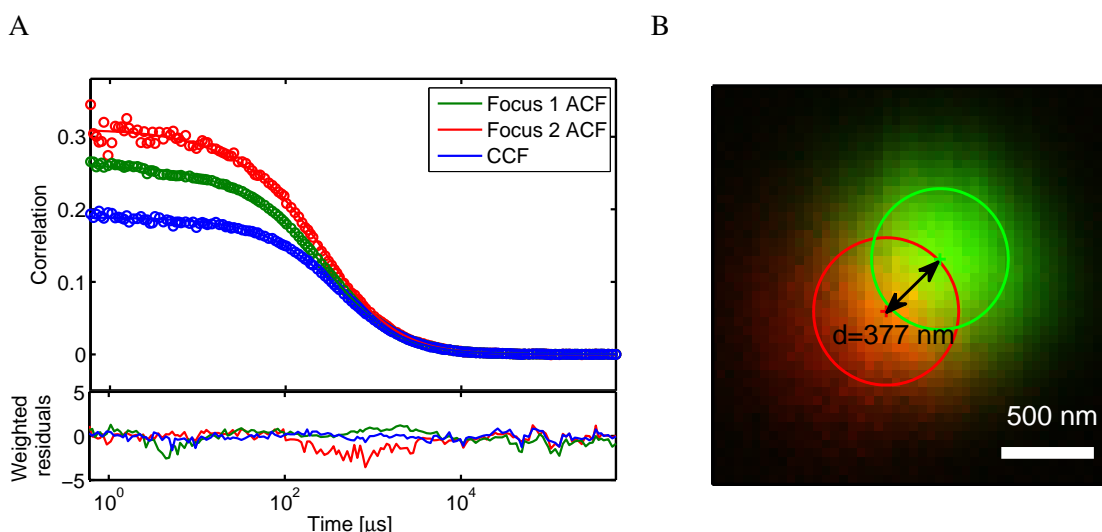 A
B
Focus 1 ACF
Focus 2 ACF
CCF
0.3
0.2
0.1
0
Correlation
5
0
−5
Weighted
residuals
10^0
10^2
10^4
Time [µs]
d=377 nm
500 nm